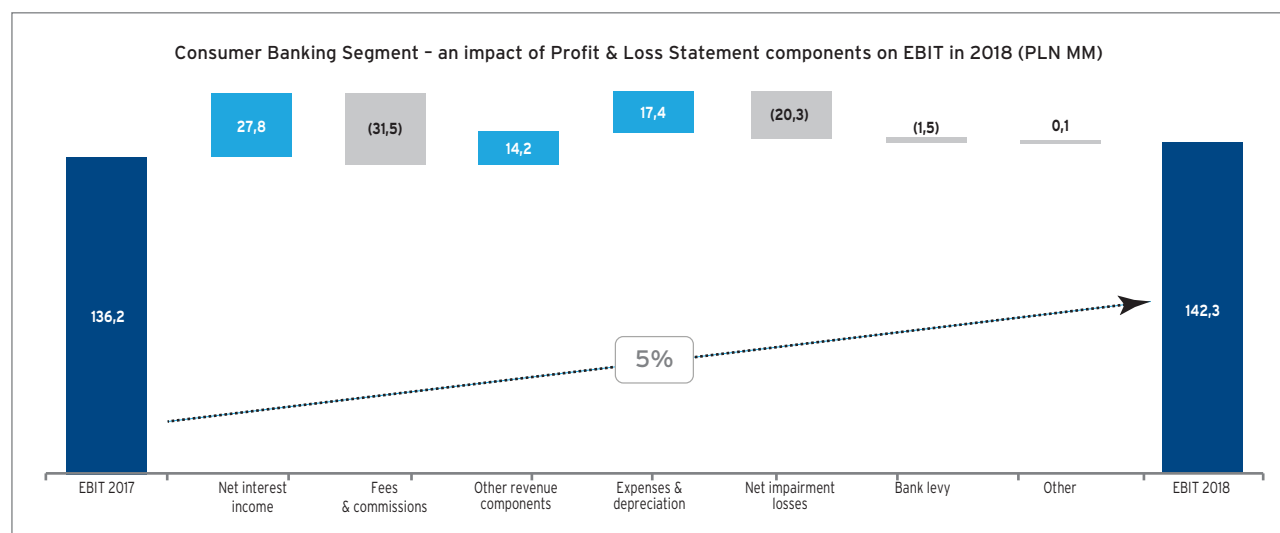 Consumer Banking Segment – an impact of Profit & Loss Statement components on EBIT in 2018 (PLN MM)
27,8
(31,5)
14,2
17,4
(20,3)
(1,5)
0,1
136,2
142,3
5%
EBIT 2017
Net interest
income
Fees
& commissions
Other revenue
components
Expenses &
depreciation
Net impairment
losses
Bank levy
Other
EBIT 2018